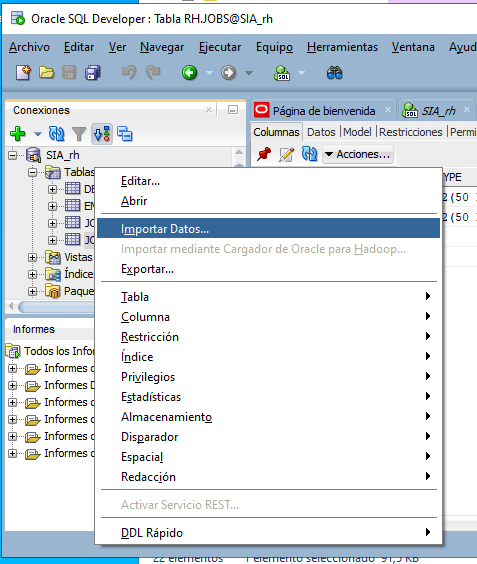 Oracle SQL Developer : Tabla RH.JOBS@SIA_rh
Archivo Editar Ver Navegar Ejecutar Equipo Herramientas Ventana Ayud
Conexiones
SIA_rh
Tablas
DE
EM
JO
JO
Vistas
Índice
Paque
Informes
Todos los Infor
Informes d
Informes D
Informes d
Informes d
Informes d
Página de bienvenida SIA_rh
Columnas Datos Model Restricciones Permi
Acciones...
YPE
2(50
2(50
Editar...
Abrir
Importar Datos...
Importar mediante Cargador de Oracle para Hadoop...
Exportar...
Tabla
Columna
Restricción
Índice
Privilegios
Estadísticas
Almacenamiento
Disparador
Espacial
Redacción
Activar Servicio REST...
DDL Rápido
22 elementos 1 elemento seleccionado 91,5 KB